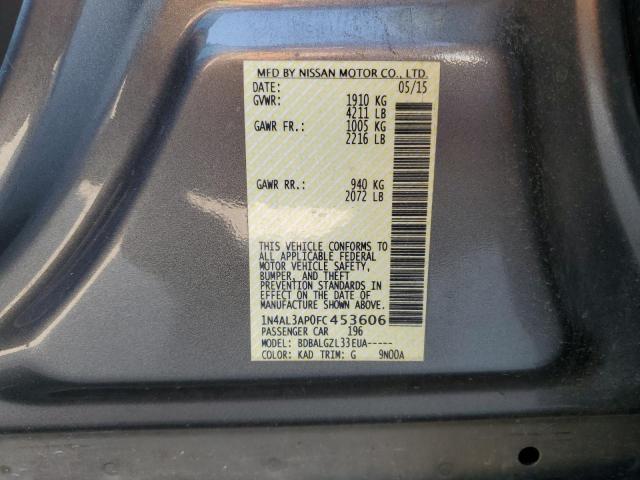 MFD BY NISSAN MOTOR CO., LTD.
DATE: 05/15
GVWR: 1910 KG
4211 LB
GAWR FR.: 1005 KG
2216 LB
GAWR RR.: 940 KG
2072 LB
THIS VEHICLE CONFORMS TO
ALL APPLICABLE FEDERAL
MOTOR VEHICLE SAFETY,
BUMPER, AND THEFT
PREVENTION STANDARDS IN
EFFECT ON THE DATE OF
MANUFACTURE SHOWN ABOVE.
1N4AL3AP0FC453606
PASSENGER CAR 196
MODEL: BDBALGZL33EUA-----
COLOR: KAD TRIM: G 9N00A